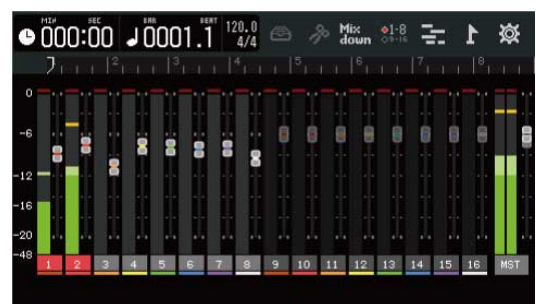 MIN SEC BAR BEAT
00:00 0001.1 120.0 4/4 Mix down 1-8 9-16
2 3 4 5 6 7 8
0
-6
-12
-16
-20
-48
1 2 3 4 5 6 7 8 9 10 11 12 13 14 15 16 MST